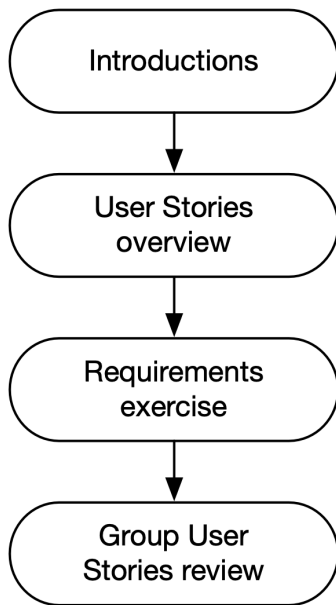 Introductions
User Stories
overview
Requirements
exercise
Group User
Stories review